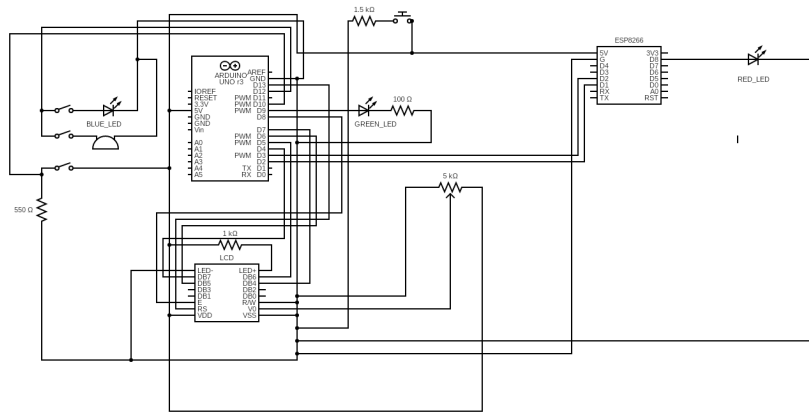 1.5 kΩ
ESP8266
5V 3V3
G D8
D4 D7
D3 D6
D2 D5
D1 D0
RX A0
TX RST
RED_LED
ARDUINO
UNO r3
AREF
GND
D13
IOREF D12
RESET PWM D11
3.3V PWM D10
5V PWM D9
GND D8
GND
Vin D7
PWM D6
A0 PWM D5
A1 D4
A2 PWM D3
A3 D2
A4 TX D1
A5 RX D0
BLUE_LED
100 Ω
GREEN_LED
5 kΩ
550 Ω
1 kΩ
LCD
LED- LED+
DB7 DB6
DB5 DB4
DB3 DB2
DB1 DB0
E R/W
RS V0
VDD VSS